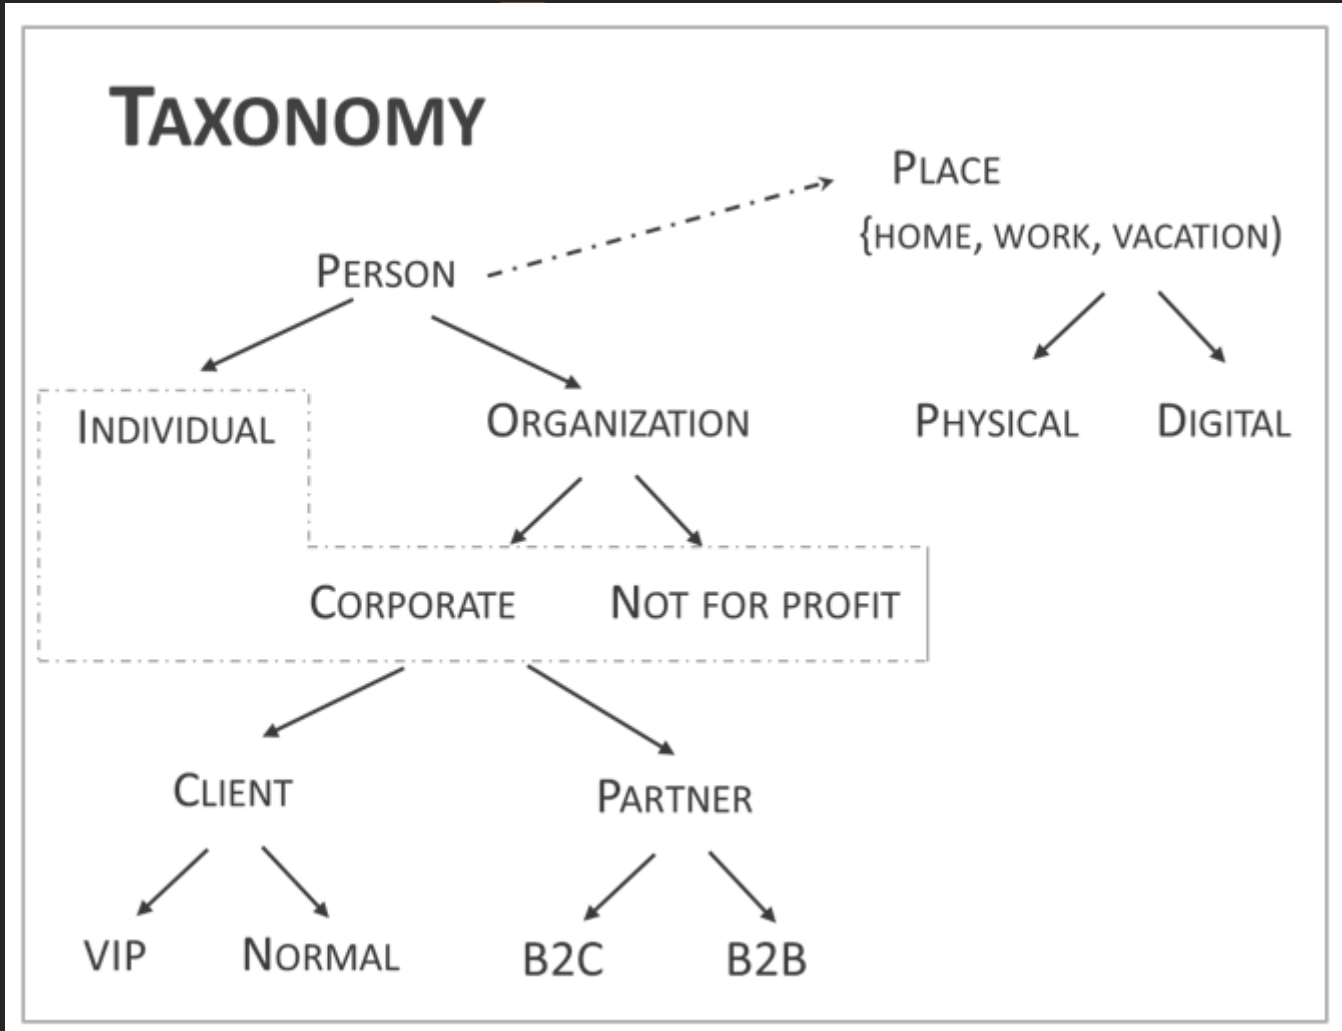 TAXONOMY
PLACE
{HOME, WORK, VACATION)
PERSON
INDIVIDUAL
ORGANIZATION
PHYSICAL
DIGITAL
CORPORATE
NOT FOR PROFIT
CLIENT
PARTNER
VIP
NORMAL
B2C
B2B